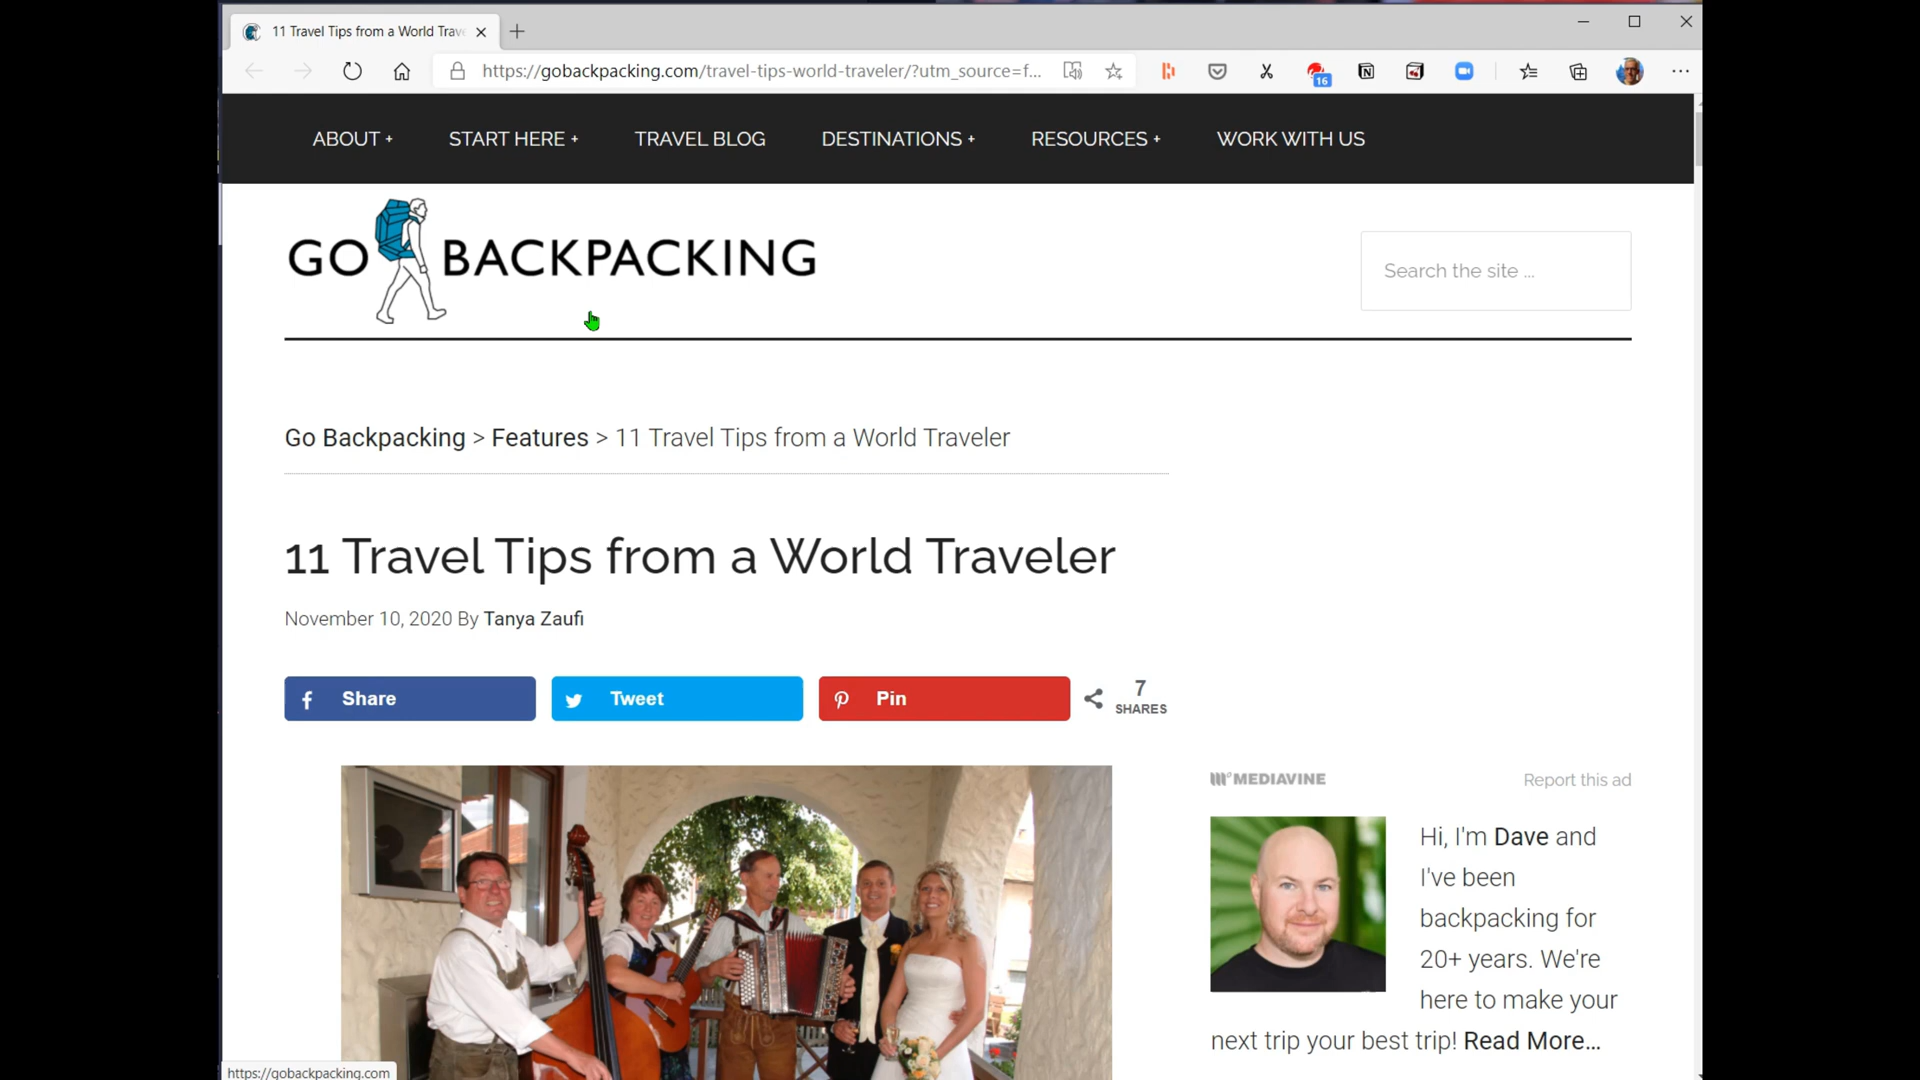 11 Travel Tips from a World Trave
https://gobackpacking.com/travel-tips-world-traveler/?utm_source=f...
16
ABOUT +
START HERE +
TRAVEL BLOG
DESTINATIONS +
RESOURCES +
WORK WITH US
GO BACKPACKING
Search the site ...
Go Backpacking > Features > 11 Travel Tips from a World Traveler
11 Travel Tips from a World Traveler
November 10, 2020 By Tanya Zaufi
Share
Tweet
Pin
7
SHARES
MEDIAVINE
Report this ad
Hi, I'm Dave and
I've been
backpacking for
20+ years. We're
here to make your
next trip your best trip! Read More...
https://gobackpacking.com